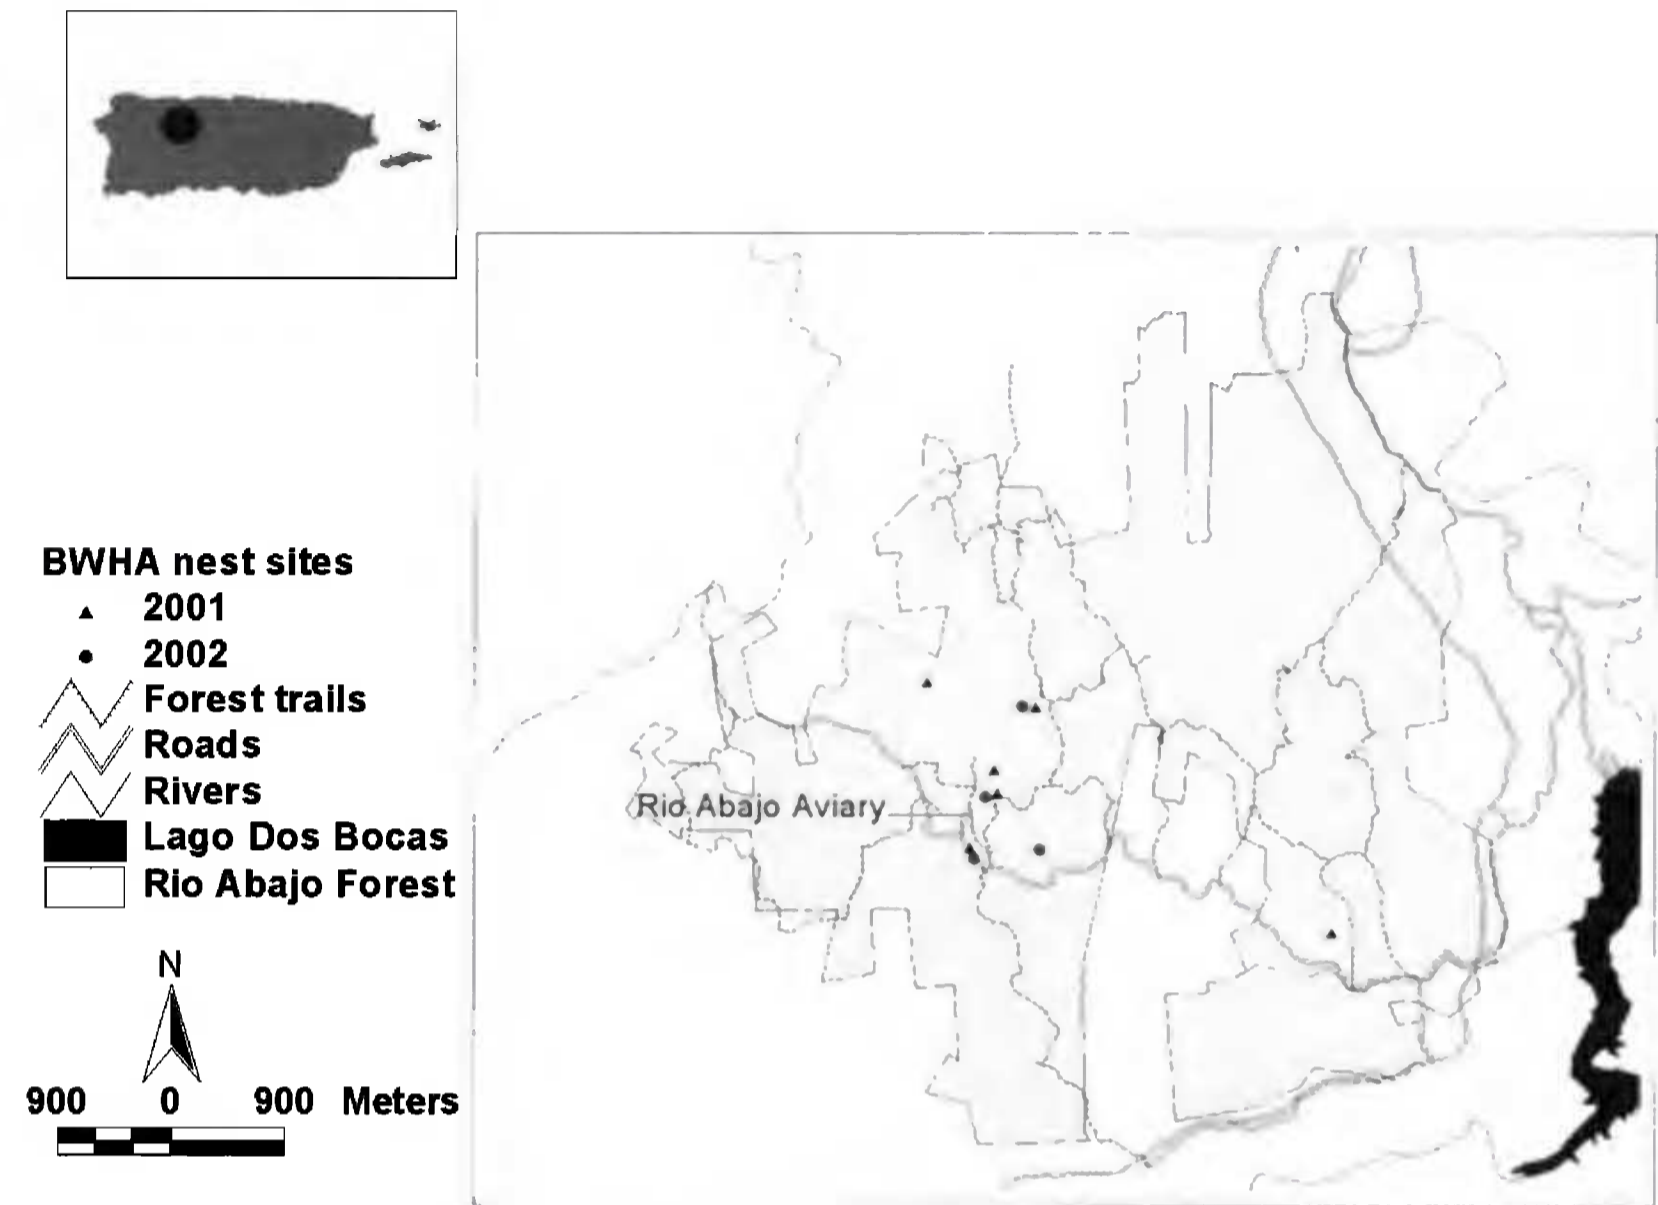 BWHA nest sites
2001
2002
Forest trails
Roads
Rivers
Lago Dos Bocas
Rio Abajo Forest
N
900 0 900 Meters
Rio Abajo Aviary